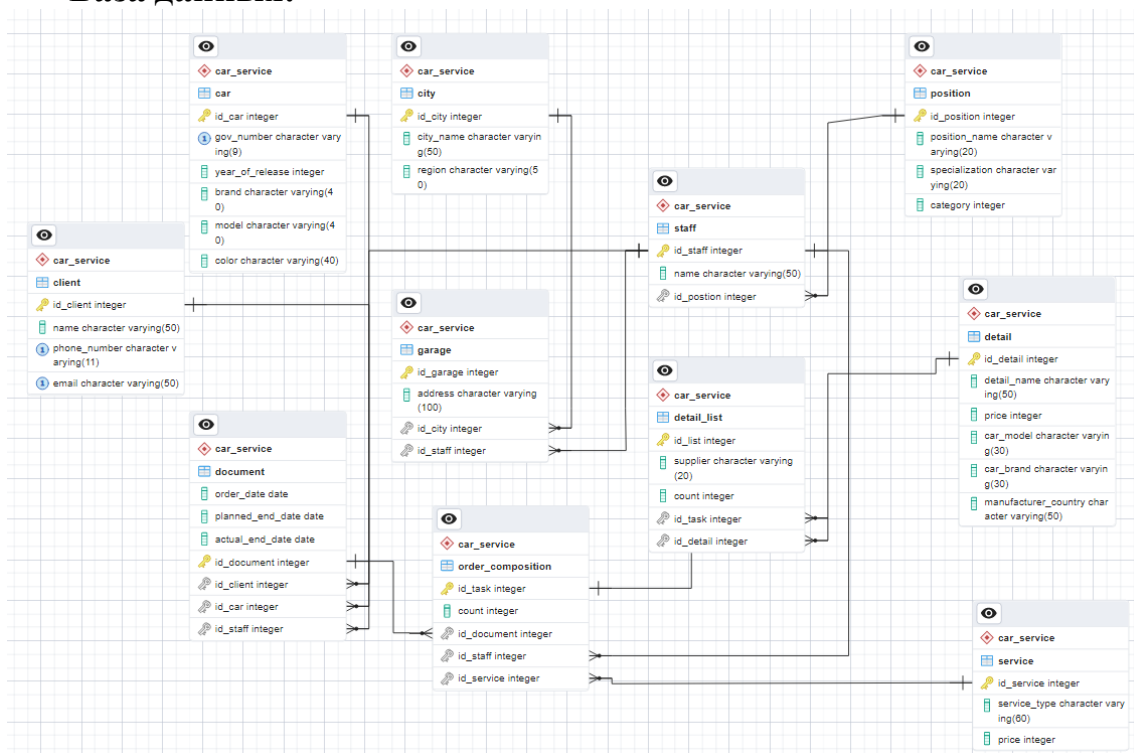 car_service
car
id_car integer
gov_number character vary
ing(9)
year_of_release integer
brand character varying(4
0)
model character varying(4
0)
color character varying(40)
car_service
city
id_city integer
city_name character varyin
g(50)
region character varying(5
0)
car_service
position
id_position integer
position_name character v
arying(20)
specialization character var
ying(20)
category integer
car_service
staff
id_staff integer
name character varying(50)
id_postion integer
car_service
client
id_client integer
name character varying(50)
phone_number character v
arying(11)
email character varying(50)
car_service
garage
id_garage integer
address character varying
(100)
id_city integer
id_staff integer
car_service
detail
id_detail integer
detail_name character vary
ing(50)
price integer
car_model character varyin
g(30)
car_brand character varyin
g(30)
manufacturer_country char
acter varying(50)
car_service
detail_list
id_list integer
supplier character varying
(20)
count integer
id_task integer
id_detail integer
car_service
document
order_date date
planned_end_date date
actual_end_date date
id_document integer
id_client integer
id_car integer
id_staff integer
car_service
order_composition
id_task integer
count integer
id_document integer
id_staff integer
id_service integer
car_service
service
id_service integer
service_type character vary
ing(60)
price integer